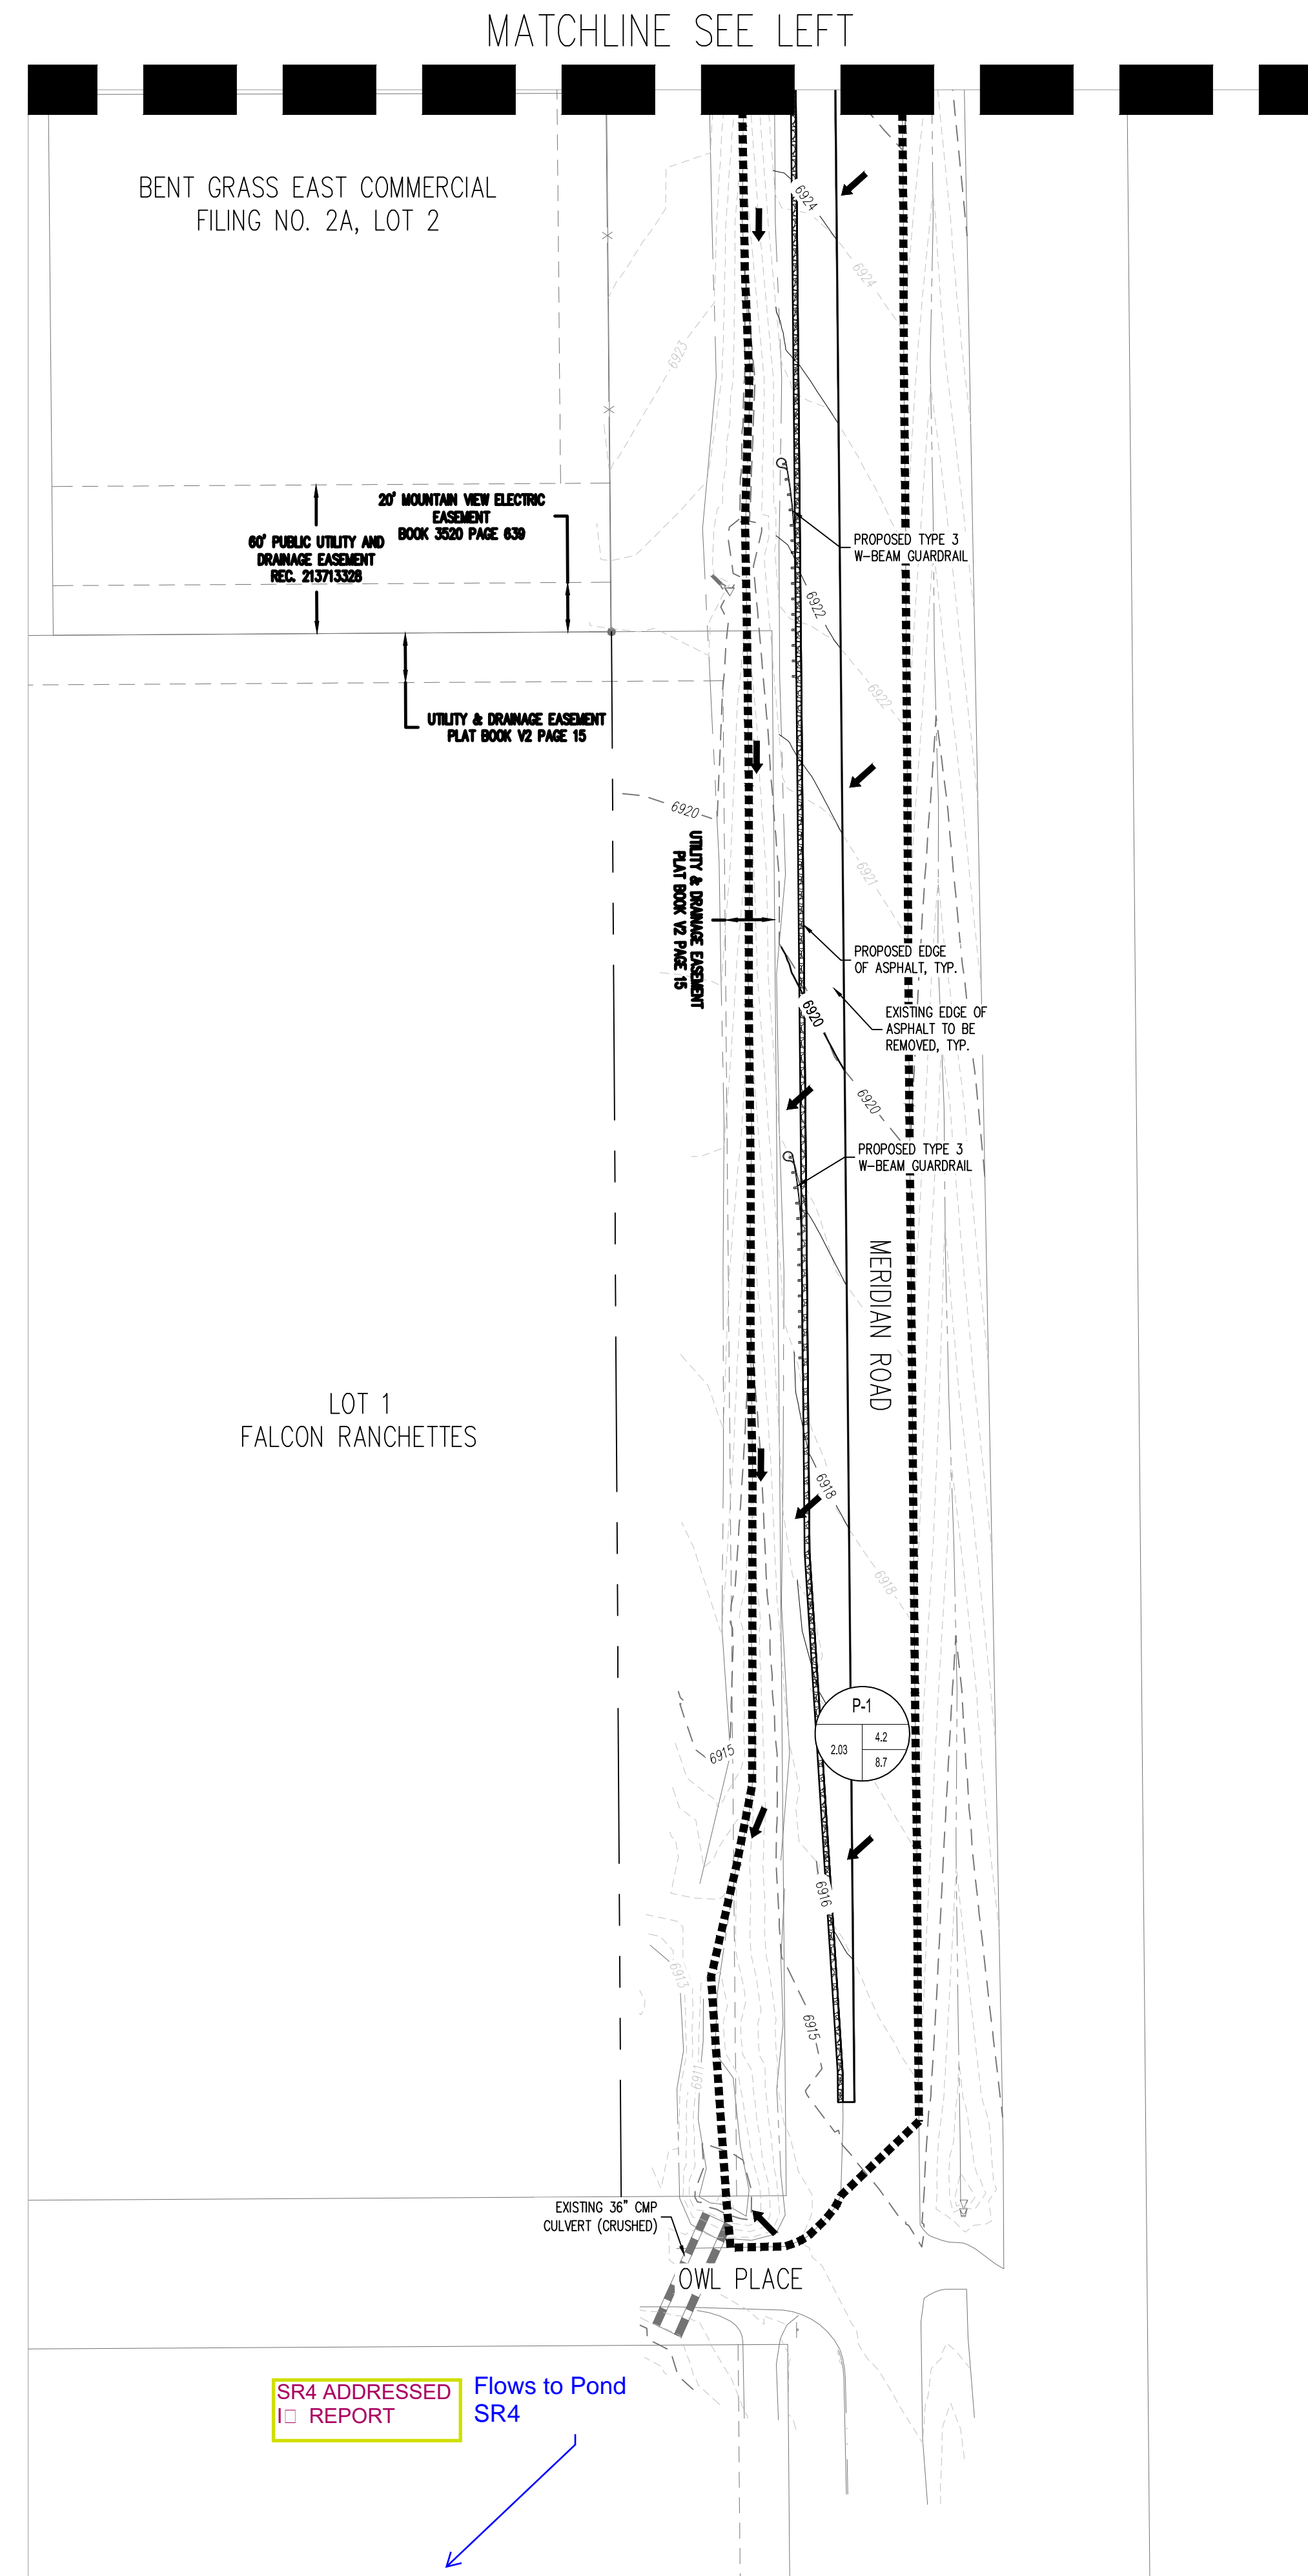 MATCHLINE SEE LEFT
BENT GRASS EAST COMMERCIAL
FILING NO. 2A, LOT 2
6924
6924
6923
20' MOUNTAIN VIEW ELECTRIC
EASEMENT
BOOK 3520 PAGE 639
60' PUBLIC UTILITY AND
DRAINAGE EASEMENT
REC. 213713328
PROPOSED TYPE 3
W-BEAM GUARDRAIL
6922
6922
UTILITY & DRAINAGE EASEMENT
PLAT BOOK V2 PAGE 15
6920
UTILITY & DRAINAGE EASEMENT
PLAT BOOK V2 PAGE 15
6921
PROPOSED EDGE
OF ASPHALT, TYP.
6920
EXISTING EDGE OF
ASPHALT TO BE
REMOVED, TYP.
6920
PROPOSED TYPE 3
W-BEAM GUARDRAIL
MERIDIAN ROAD
LOT 1
FALCON RANCHETTES
6918
6918
P-1
2.03
4.2
8.7
6915
6916
6913
6915
6911
EXISTING 36" CMP
CULVERT (CRUSHED)
OWL PLACE
SR4 ADDRESSED
I□ REPORT
Flows to Pond
SR4